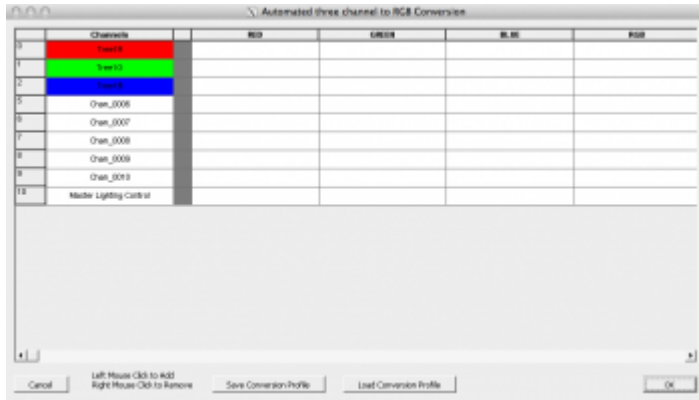 Automated three channel to RGB Conversion
Channels RED GREEN BLUE RGB
0
1
2
5 Chan_0006
6 Chan_0007
7 Chan_0008
8 Chan_0009
9 Chan_0010
10 Master Lighting Control
Left Mouse Click to Add
Cancel Right Mouse Click to Remove Save Conversion Profile Load Conversion Profile OK